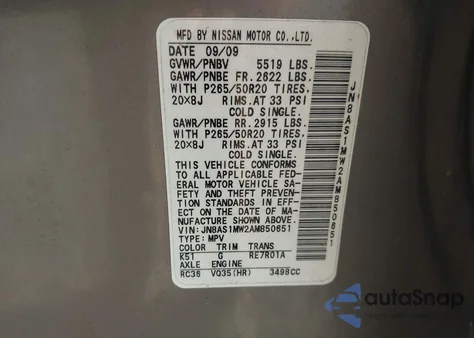 MFD BY NISSAN MOTOR CO.,LTD.
DATE 09/09
GVWR/PNBV 5519 LBS.
GAWR/PNBE FR. 2622 LBS.
WITH P265/50R20 TIRES,
20×8J RIMS.AT 33 PSI
COLD SINGLE.
GAWR/PNBE RR. 2915 LBS.
WITH P265/50R20 TIRES,
20×8J RIMS.AT 33 PSI
COLD SINGLE.
THIS VEHICLE CONFORMS
TO ALL APPLICABLE FED-
ERAL MOTOR VEHICLE SA-
FETY AND THEFT PREVEN-
TION STANDARDS IN EFF-
ECT ON THE DATE OF MA-
NUFACTURE SHOWN ABOVE.
VIN:JN8AS1MW2AM850651
TYPE:MPV
COLOR TRIM TRANS
K51 G RE7R01A
AXLE ENGINE
RC36 VQ35(HR) 3498CC
JN8AS1MW2AM850651
autoSnap